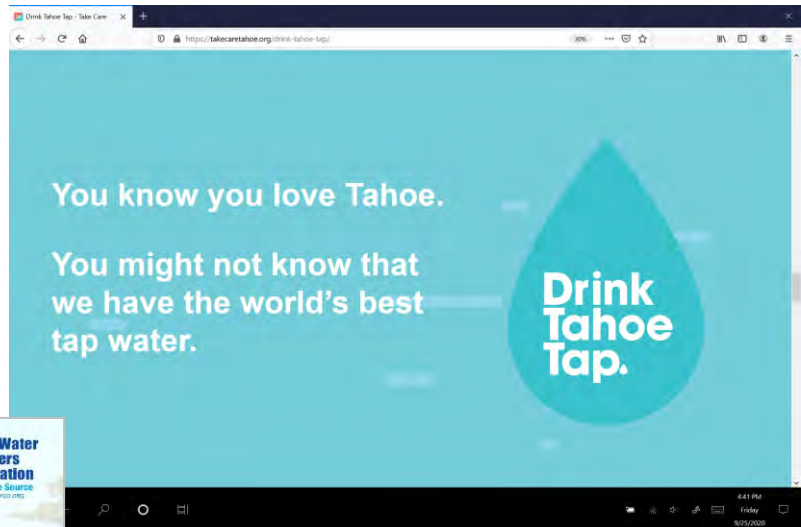 Drink Tahoe Tap - Take Care
https://takecaretahoe.org/drink-tahoe-tap/
You know you love Tahoe.
You might not know that
we have the world's best
tap water.
Drink
Tahoe
Tap.
Water
ers
ation
Source
4:41 PM
Friday
9/25/2020